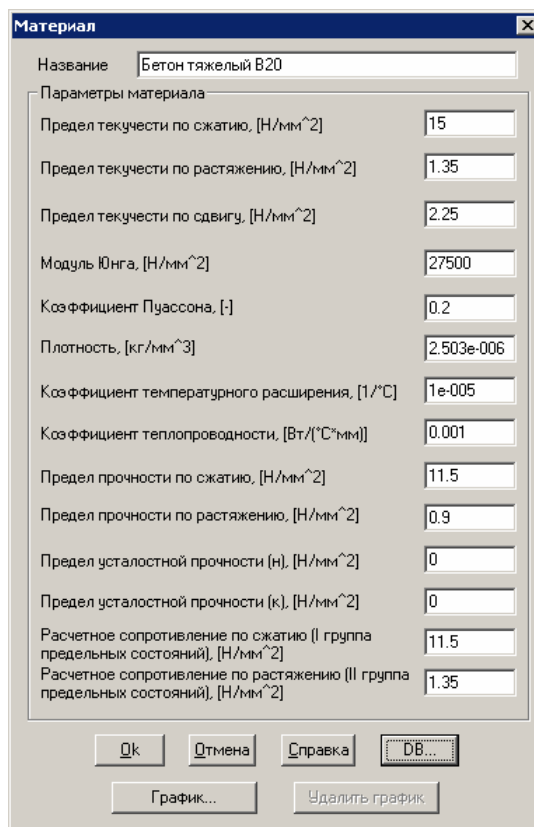 Материал
Название Бетон тяжелый B20
Параметры материала
Предел текучести по сжатию, [Н/мм^2] 15
Предел текучести по растяжению, [Н/мм^2] 1.35
Предел текучести по сдвигу, [Н/мм^2] 2.25
Модуль Юнга, [Н/мм^2] 27500
Коэффициент Пуассона, [-] 0.2
Плотность, [кг/мм^3] 2.503e-006
Коэффициент температурного расширения, [1/°C] 1e-005
Коэффициент теплопроводности, [Вт/(°C*мм)] 0.001
Предел прочности по сжатию, [Н/мм^2] 11.5
Предел прочности по растяжению, [Н/мм^2] 0.9
Предел усталостной прочности (н), [Н/мм^2] 0
Предел усталостной прочности (к), [Н/мм^2] 0
Расчетное сопротивление по сжатию (I группа
предельных состояний), [Н/мм^2] 11.5
Расчетное сопротивление по растяжению (II группа
предельных состояний), [Н/мм^2] 1.35
Ok Отмена Справка DB...
График... Удалить график